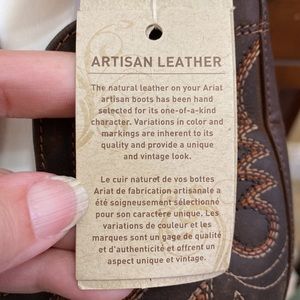 ARTISAN LEATHER
The natural leather on your Ariat
artisan boots has been hand
selected for its one-of-a-kind
character. Variations in color and
markings are inherent to its
quality and provide a unique
and vintage look.
Le cuir naturel de vos bottes
Ariat de fabrication artisanale a
été soigneusement sélectionné
pour son caractère unique. Les
variations de couleur et les
marques sont un gage de qualité
et d'authenticité et offrent un
aspect unique et vintage.